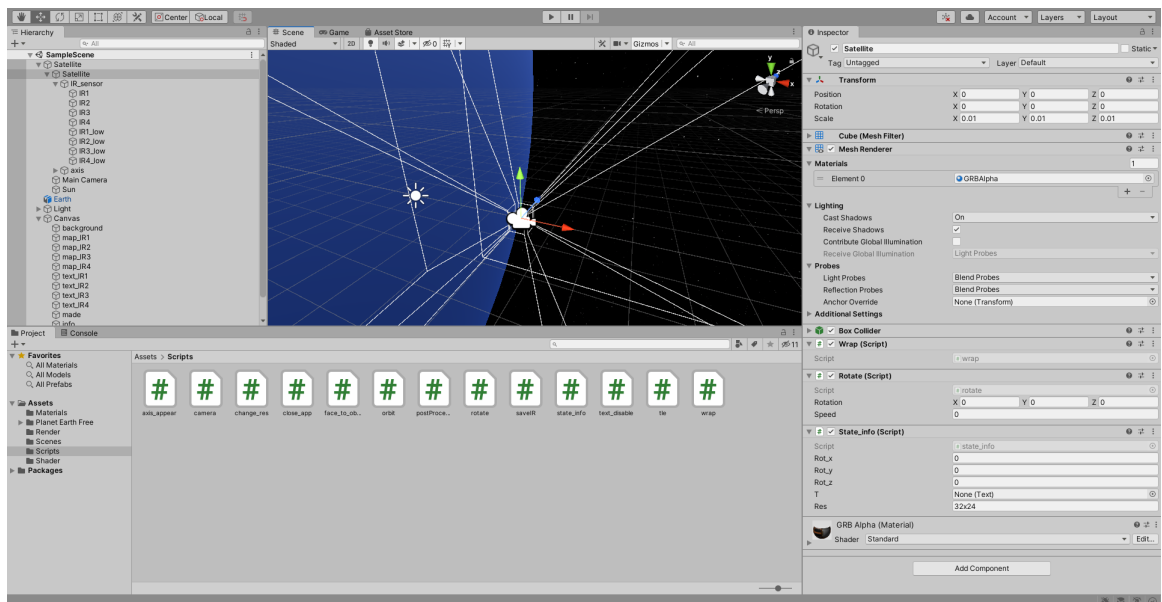 Center Local
Account Layers Layout
Hierarchy
All
SampleScene
Satellite
Satellite
IR_sensor
IR1
IR2
IR3
IR4
IR1_low
IR2_low
IR3_low
IR4_low
axis
Main Camera
Sun
Earth
Light
Canvas
background
map_IR1
map_IR2
map_IR3
map_IR4
text_IR1
text_IR2
text_IR3
text_IR4
made
info
Scene Game Asset Store
Shaded 2D 0 Gizmos All
y
x
Persp
Project Console
11
Favorites
All Materials
All Models
All Prefabs
Assets
Materials
Planet Earth Free
Render
Scenes
Scripts
Shader
Packages
Assets > Scripts
axis_appear camera change_res close_app face_to_ob... orbit postProce... rotate saveIR state_info text_disable tle wrap
Inspector
Satellite Static
Tag Untagged Layer Default
Transform
Position X 0 Y 0 Z 0
Rotation X 0 Y 0 Z 0
Scale X 0.01 Y 0.01 Z 0.01
Cube (Mesh Filter)
Mesh Renderer
Materials 1
Element 0 GRBAlpha
Lighting
Cast Shadows On
Receive Shadows
Contribute Global Illumination
Receive Global Illumination Light Probes
Probes
Light Probes Blend Probes
Reflection Probes Blend Probes
Anchor Override None (Transform)
Additional Settings
Box Collider
Wrap (Script)
Script wrap
Rotate (Script)
Script rotate
Rotation X 0 Y 0 Z 0
Speed 0
State_info (Script)
Script state_info
Rot_x 0
Rot_y 0
Rot_z 0
T None (Text)
Res 32x24
GRB Alpha (Material)
Shader Standard Edit...
Add Component